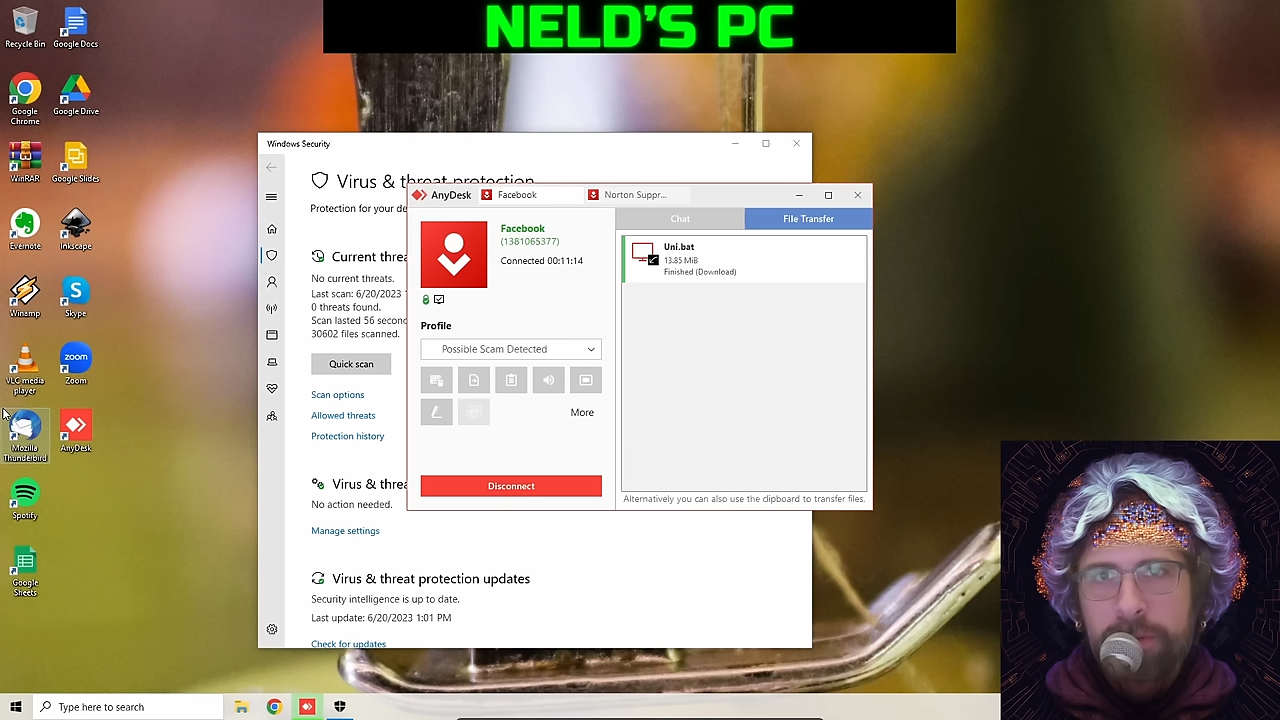 NELD'S PC
Recycle Bin
Google Docs
Google Chrome
Google Drive
WinRAR
Google Slides
Evernote
Inkscape
Winamp
Skype
VLC media player
Zoom
Mozilla Thunderbird
AnyDesk
Spotify
Google Sheets
Windows Security
Virus & threat protection
Protection for your de
Current threa
No current threats.
Last scan: 6/20/2023
0 threats found.
Scan lasted 56 secon
30602 files scanned.
Quick scan
Scan options
Allowed threats
Protection history
Virus & threa
No action needed.
Manage settings
Virus & threat protection updates
Security intelligence is up to date.
Last update: 6/20/2023 1:01 PM
Check for updates
AnyDesk
Facebook
Norton Suppr...
Facebook
(1381065377)
Connected 00:11:14
Profile
Possible Scam Detected
More
Disconnect
Chat
File Transfer
Uni.bat
13.85 MiB
Finished (Download)
Alternatively you can also use the clipboard to transfer files.
Type here to search
zoom